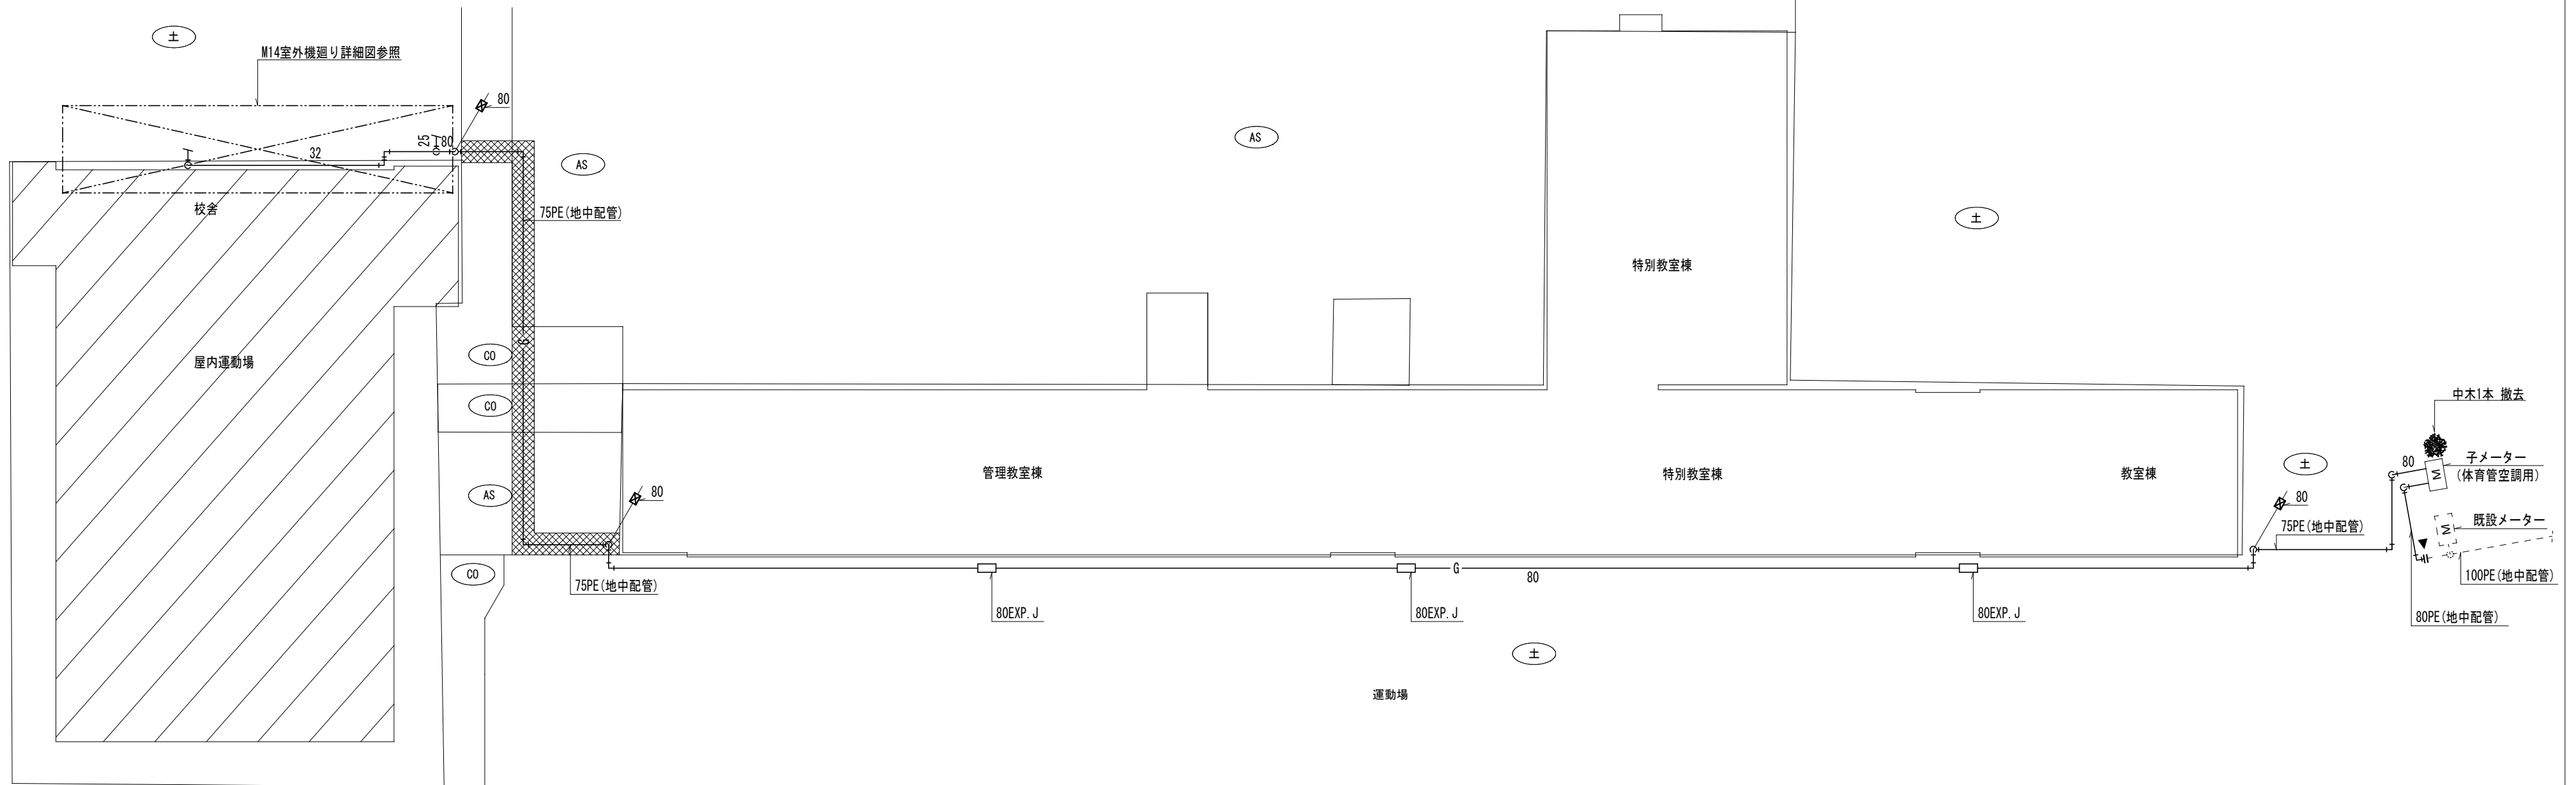 土
M14室外機廻り詳細図参照
80
25
80
32
AS
AS
校舎
75PE(地中配管)
土
特別教室棟
G
CO
屋内運動場
CO
中木1本 撤去
子メーター
(体育管空調用)
80
M
土
管理教室棟
特別教室棟
教室棟
AS
80
80
既設メーター
M
75PE(地中配管)
G
80
CO
75PE(地中配管)
100PE(地中配管)
80EXP.J
80EXP.J
80EXP.J
80PE(地中配管)
土
運動場